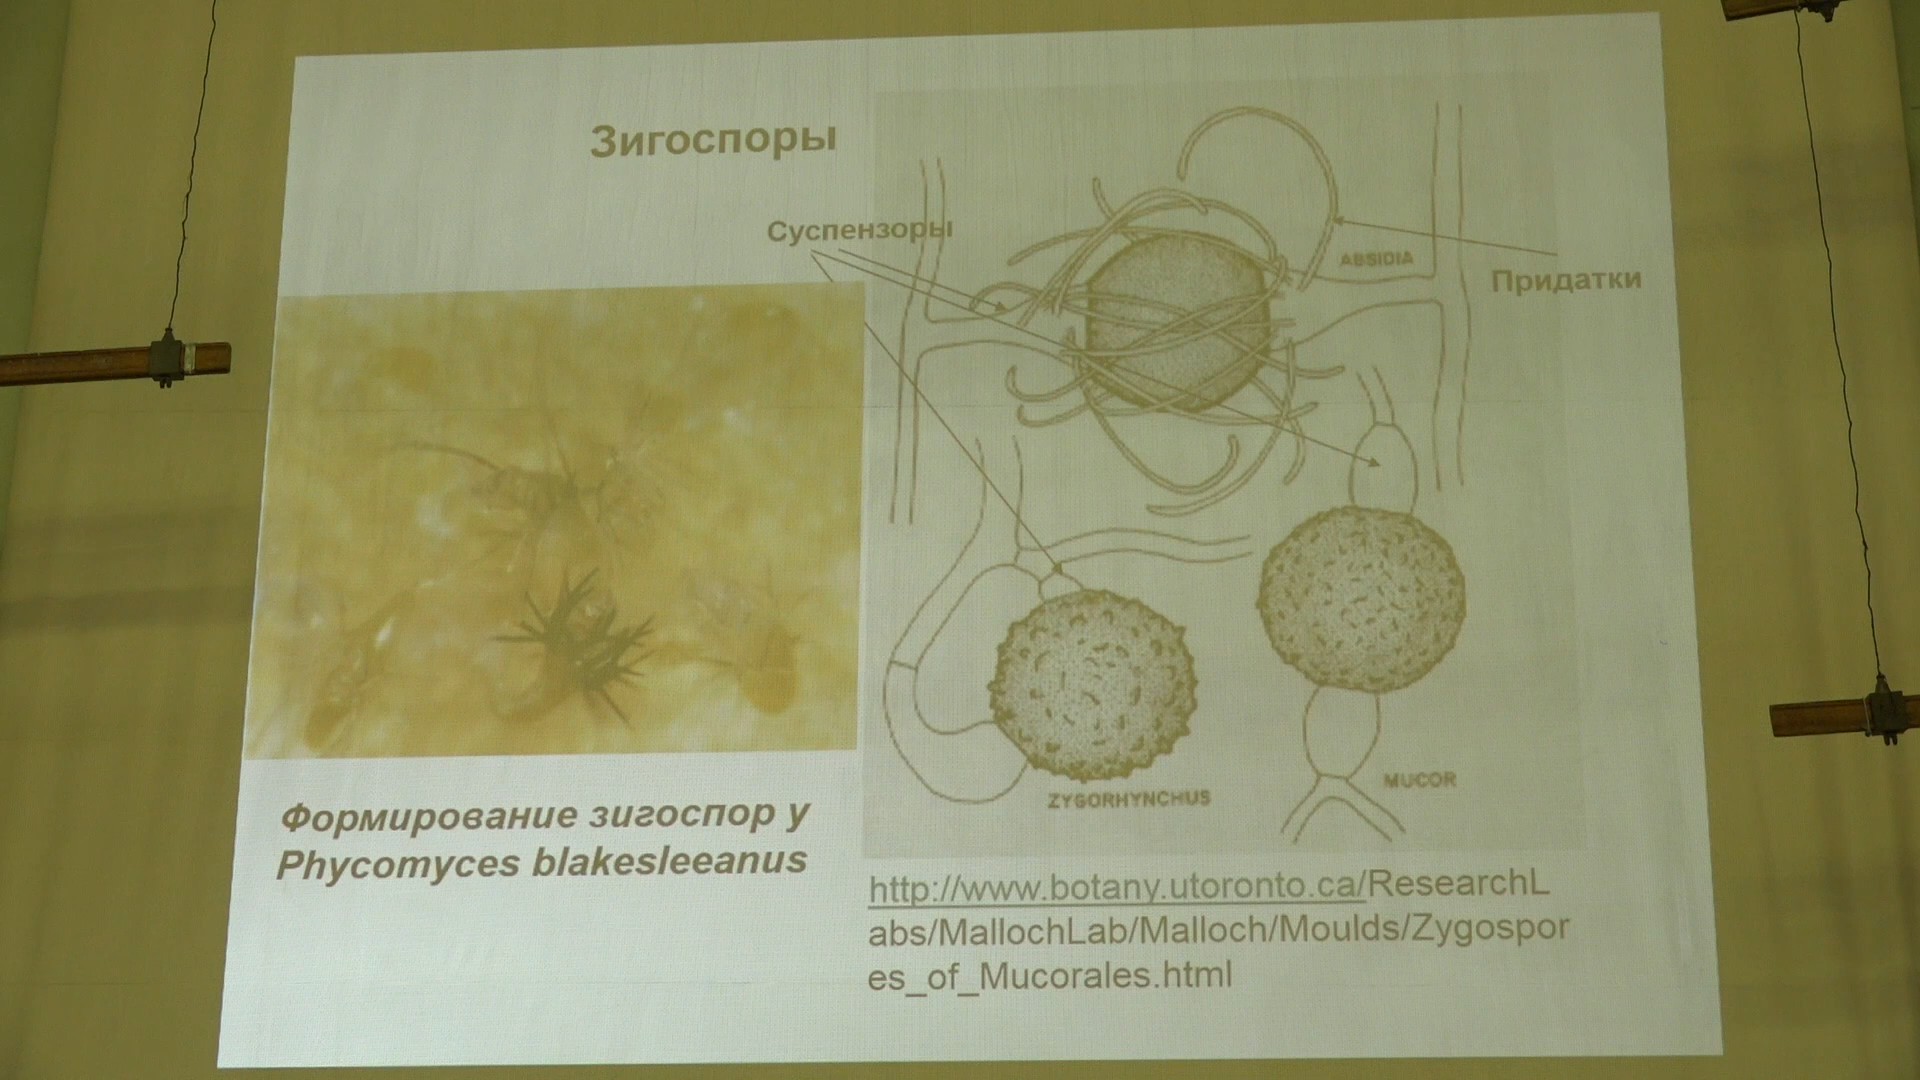 Зигоспоры
Суспензоры
ABSIDIA
Придатки
ZYGORHYNCHUS
MUCOR
Формирование зигоспор у
Phycomyces blakesleeanus
http://www.botany.utoronto.ca/ResearchL
abs/MallochLab/Malloch/Moulds/Zygospor
es_of_Mucorales.html